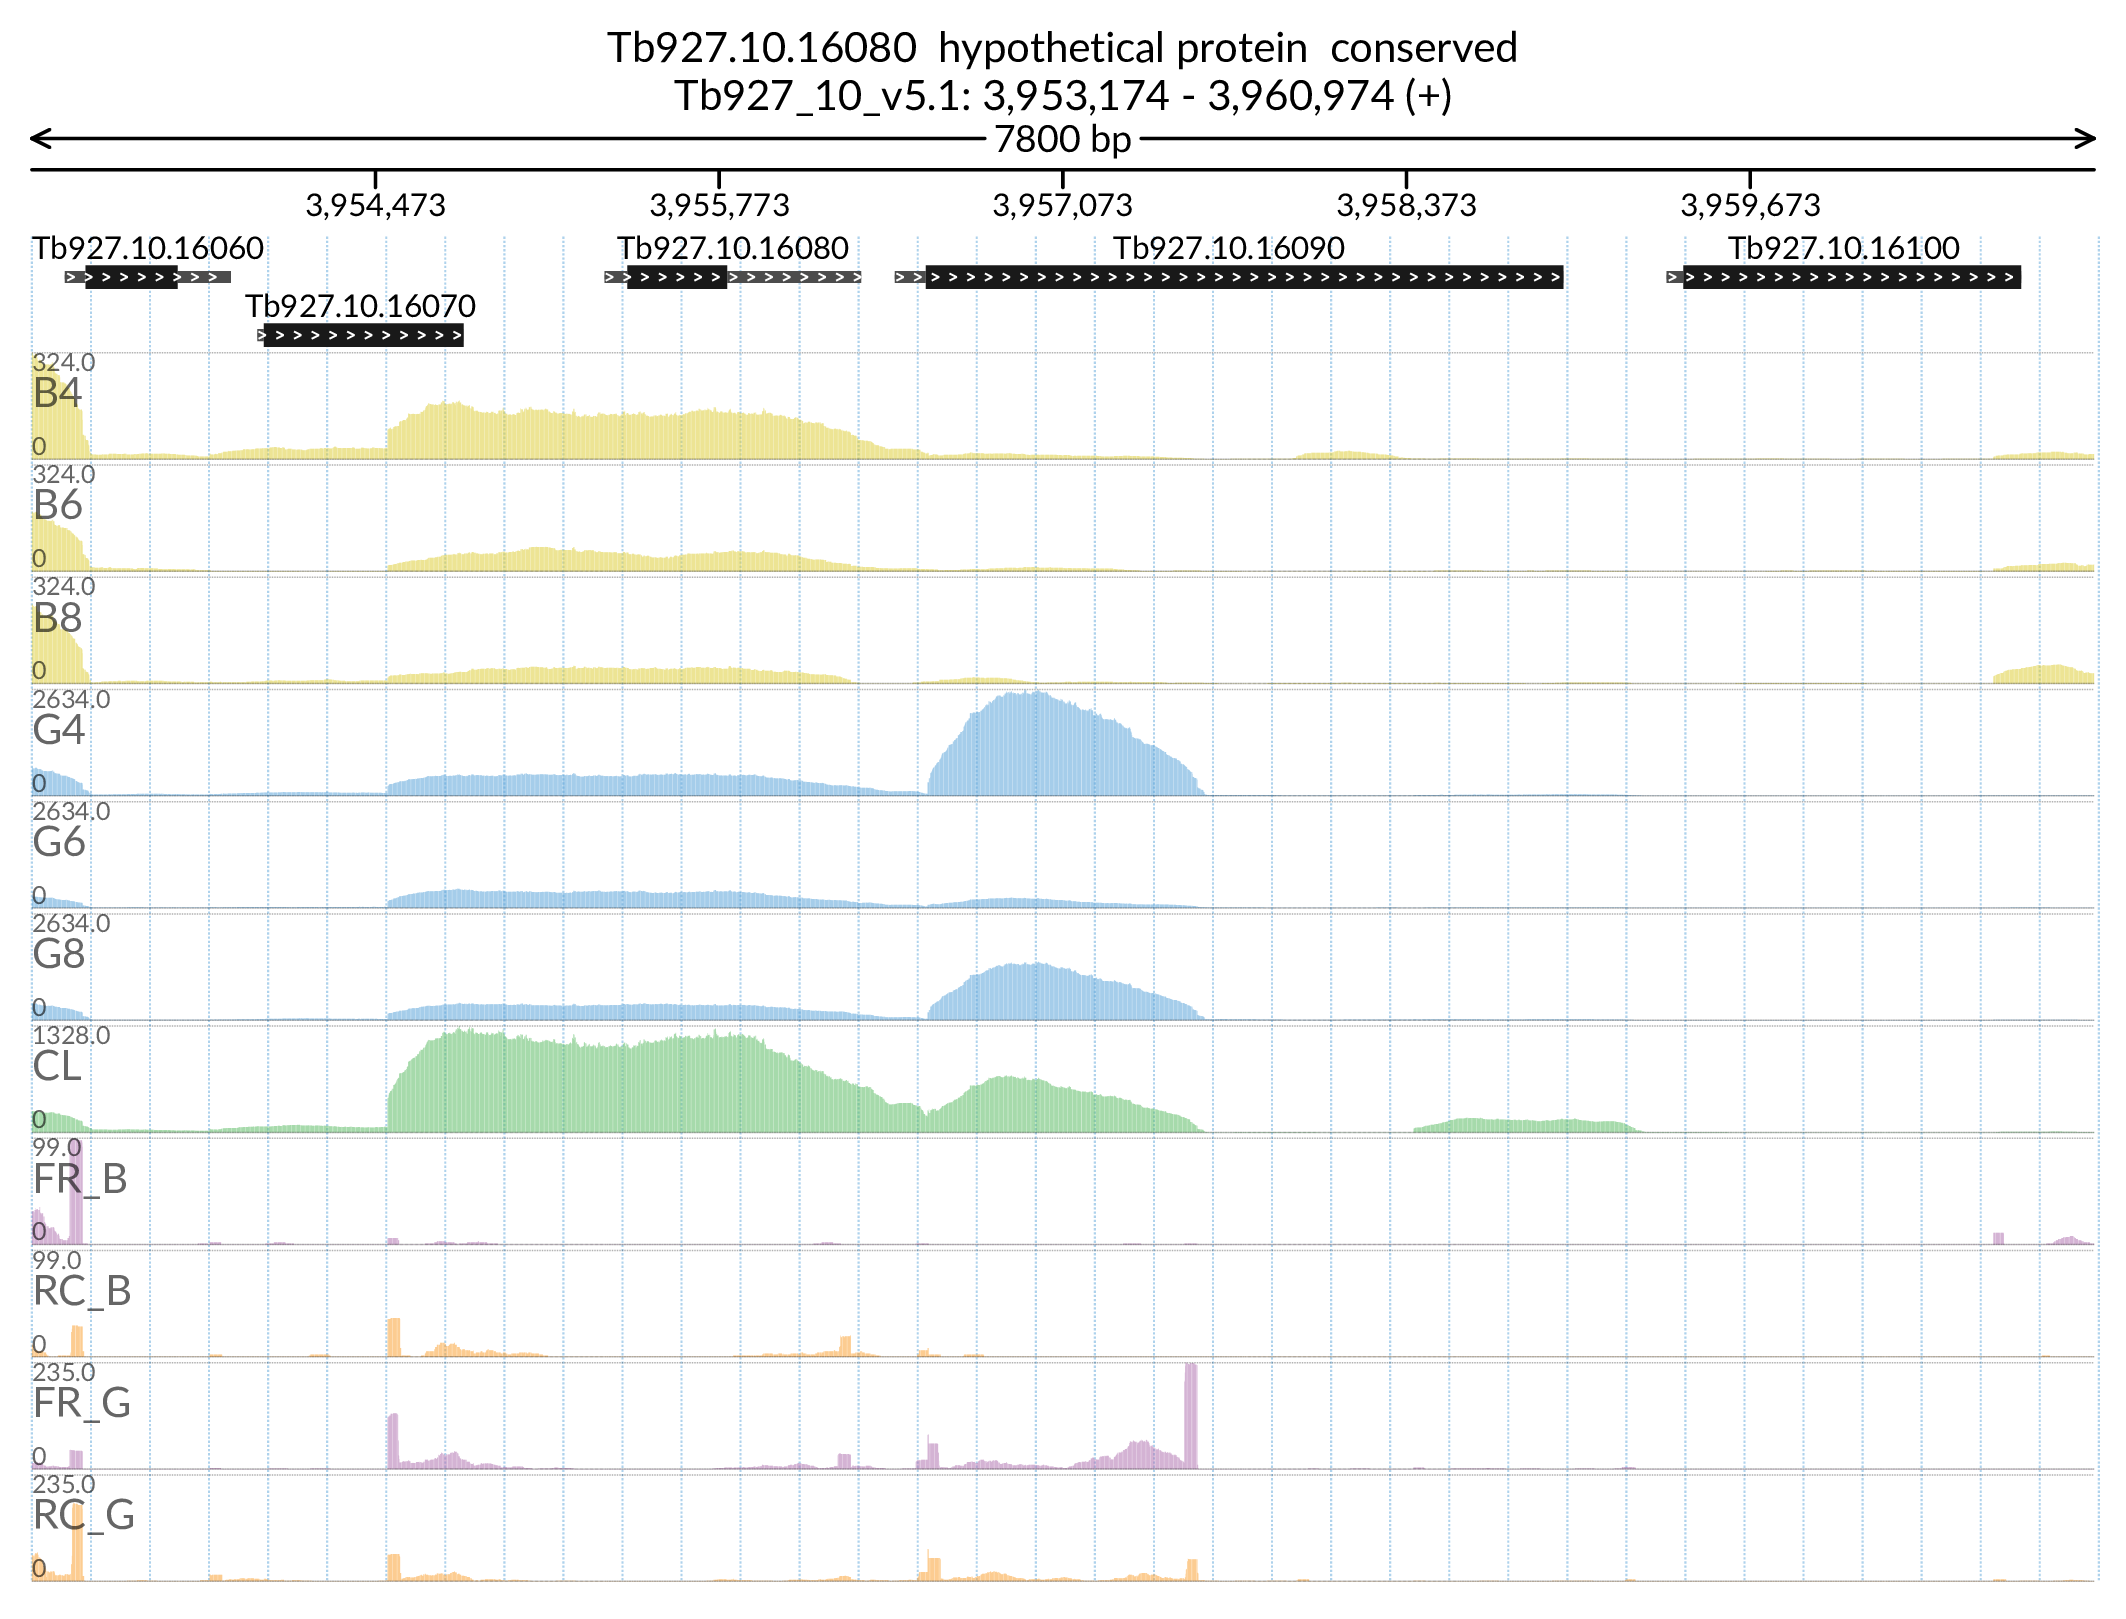 Tb927.10.16080 hypothetical protein conserved
Tb927_10_v5.1: 3,953,174 - 3,960,974 (+)
7800 bp
3,954,473 3,955,773 3,957,073 3,958,373 3,959,673
Tb927.10.16060 Tb927.10.16080 Tb927.10.16090 Tb927.10.16100
Tb927.10.16070
324.0
B4
0
324.0
B6
0
324.0
B8
0
2634.0
G4
0
2634.0
G6
0
2634.0
G8
0
1328.0
CL
0
99.0
FR_B
0
99.0
RC_B
0
235.0
FR_G
0
235.0
RC_G
0